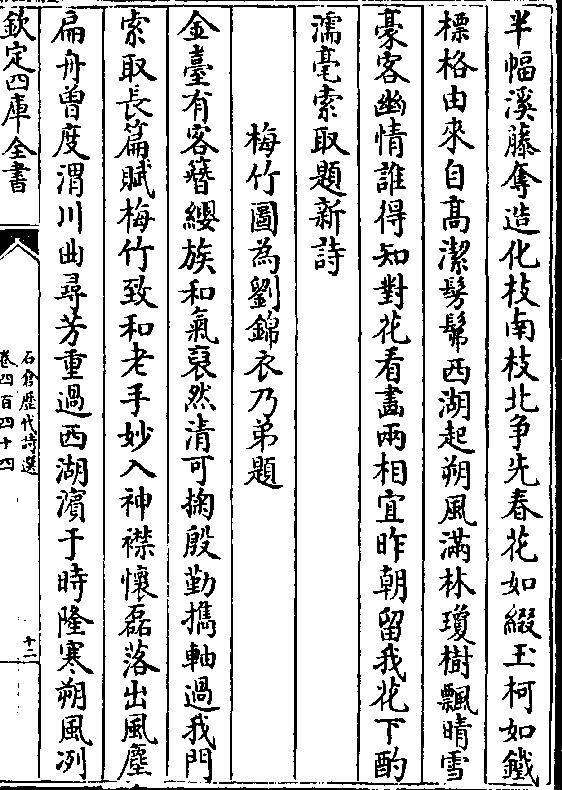 半幅溪藤奪造化枝南枝北争先春花如綴玉柯如鐵
標格由來自髙潔髣髴西湖起朔風滿林瓊樹飄晴雪
豪客幽情誰得知對花看畫兩相宜昨朝留我花下酌
濡毫索取題新詩
梅竹圖為劉錦衣乃弟題
金臺有客簪纓族和氣裒然清可掬殷勤攜軸過我門
索取長篇賦梅竹致和老手妙入神襟懷磊落出風塵
扁舟曽度渭川曲尋芳重過西湖濱于時隆寒朔風冽
欽定四庫全書
石倉歴代詩選
卷四百四十四
十二